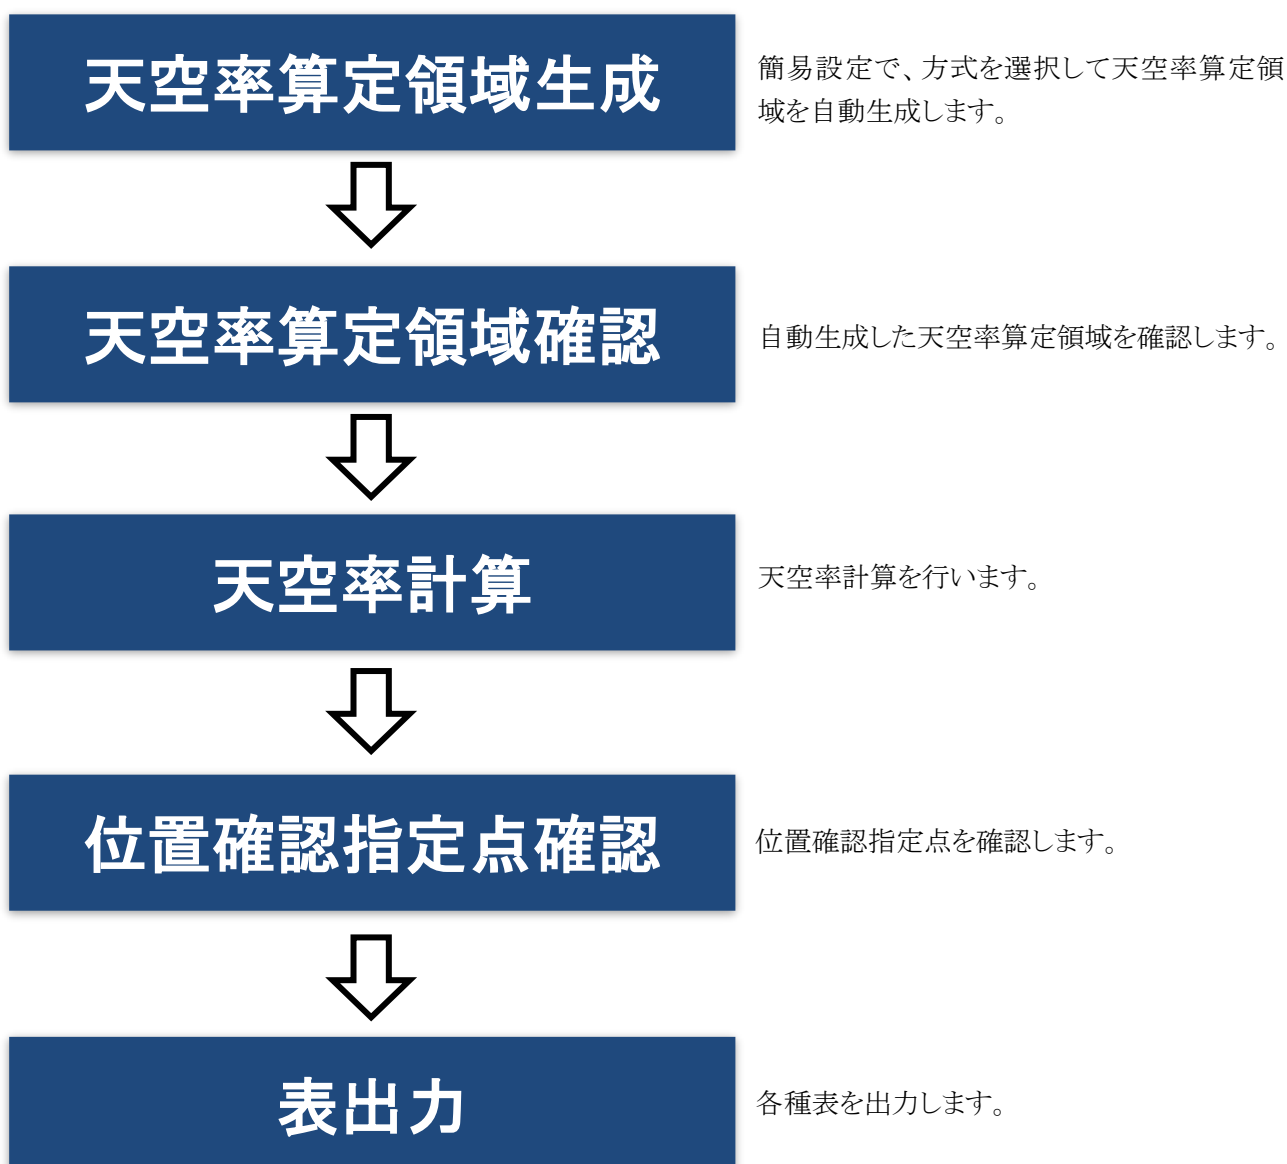 天空率算定領域生成
簡易設定で、方式を選択して天空率算定領
域を自動生成します。
天空率算定領域確認
自動生成した天空率算定領域を確認します。
天空率計算
天空率計算を行います。
位置確認指定点確認
位置確認指定点を確認します。
表出力
各種表を出力します。